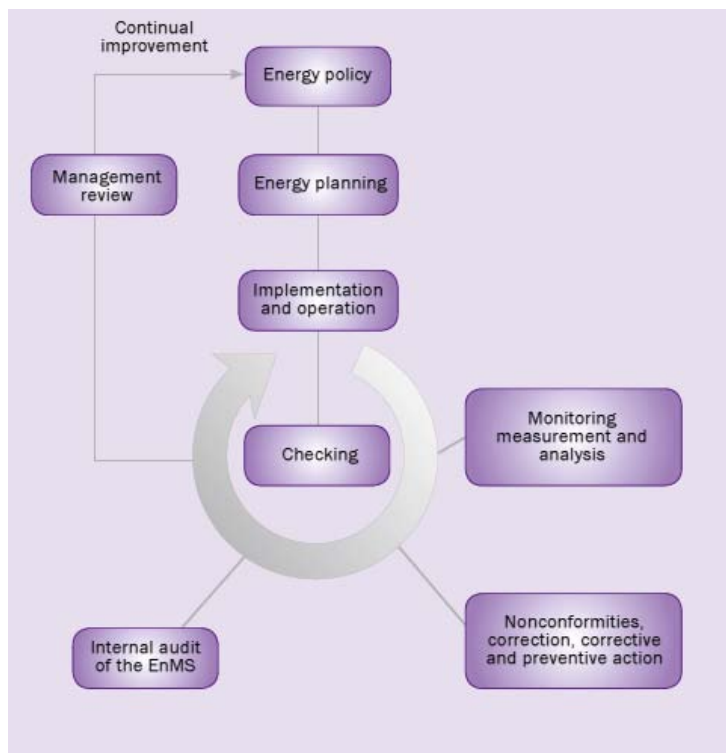 Continual
improvement
Energy policy
Management
review
Energy planning
Implementation
and operation
Checking
Monitoring
measurement and
analysis
Internal audit
of the EnMS
Nonconformities,
correction, corrective
and preventive action